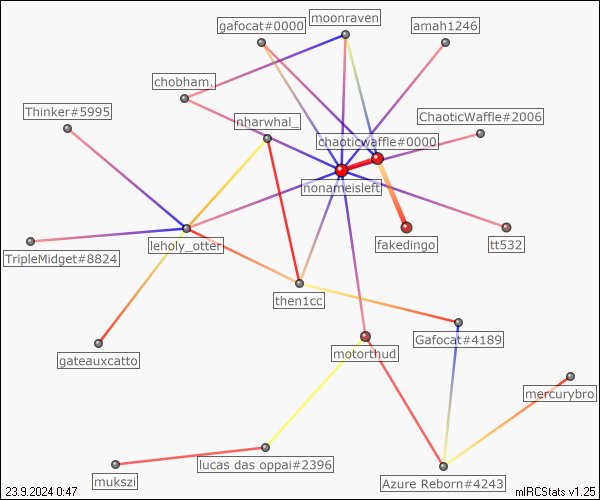 moonraven
gafocat#0000
amah1246
chobham.
Thinker#5995
ChaoticWaffle#2006
nharwhal_
chaoticwaffle#0000
nonameisleft
leholy_otter
fakedingo
tt532
TripleMidget#8824
then1cc
Gafocat#4189
motorthud
gateauxcatto
mercurybro
lucas das oppai#2396
mukszi
Azure Reborn#4243
23.9.2024 0:47
mIRCStats v1.25